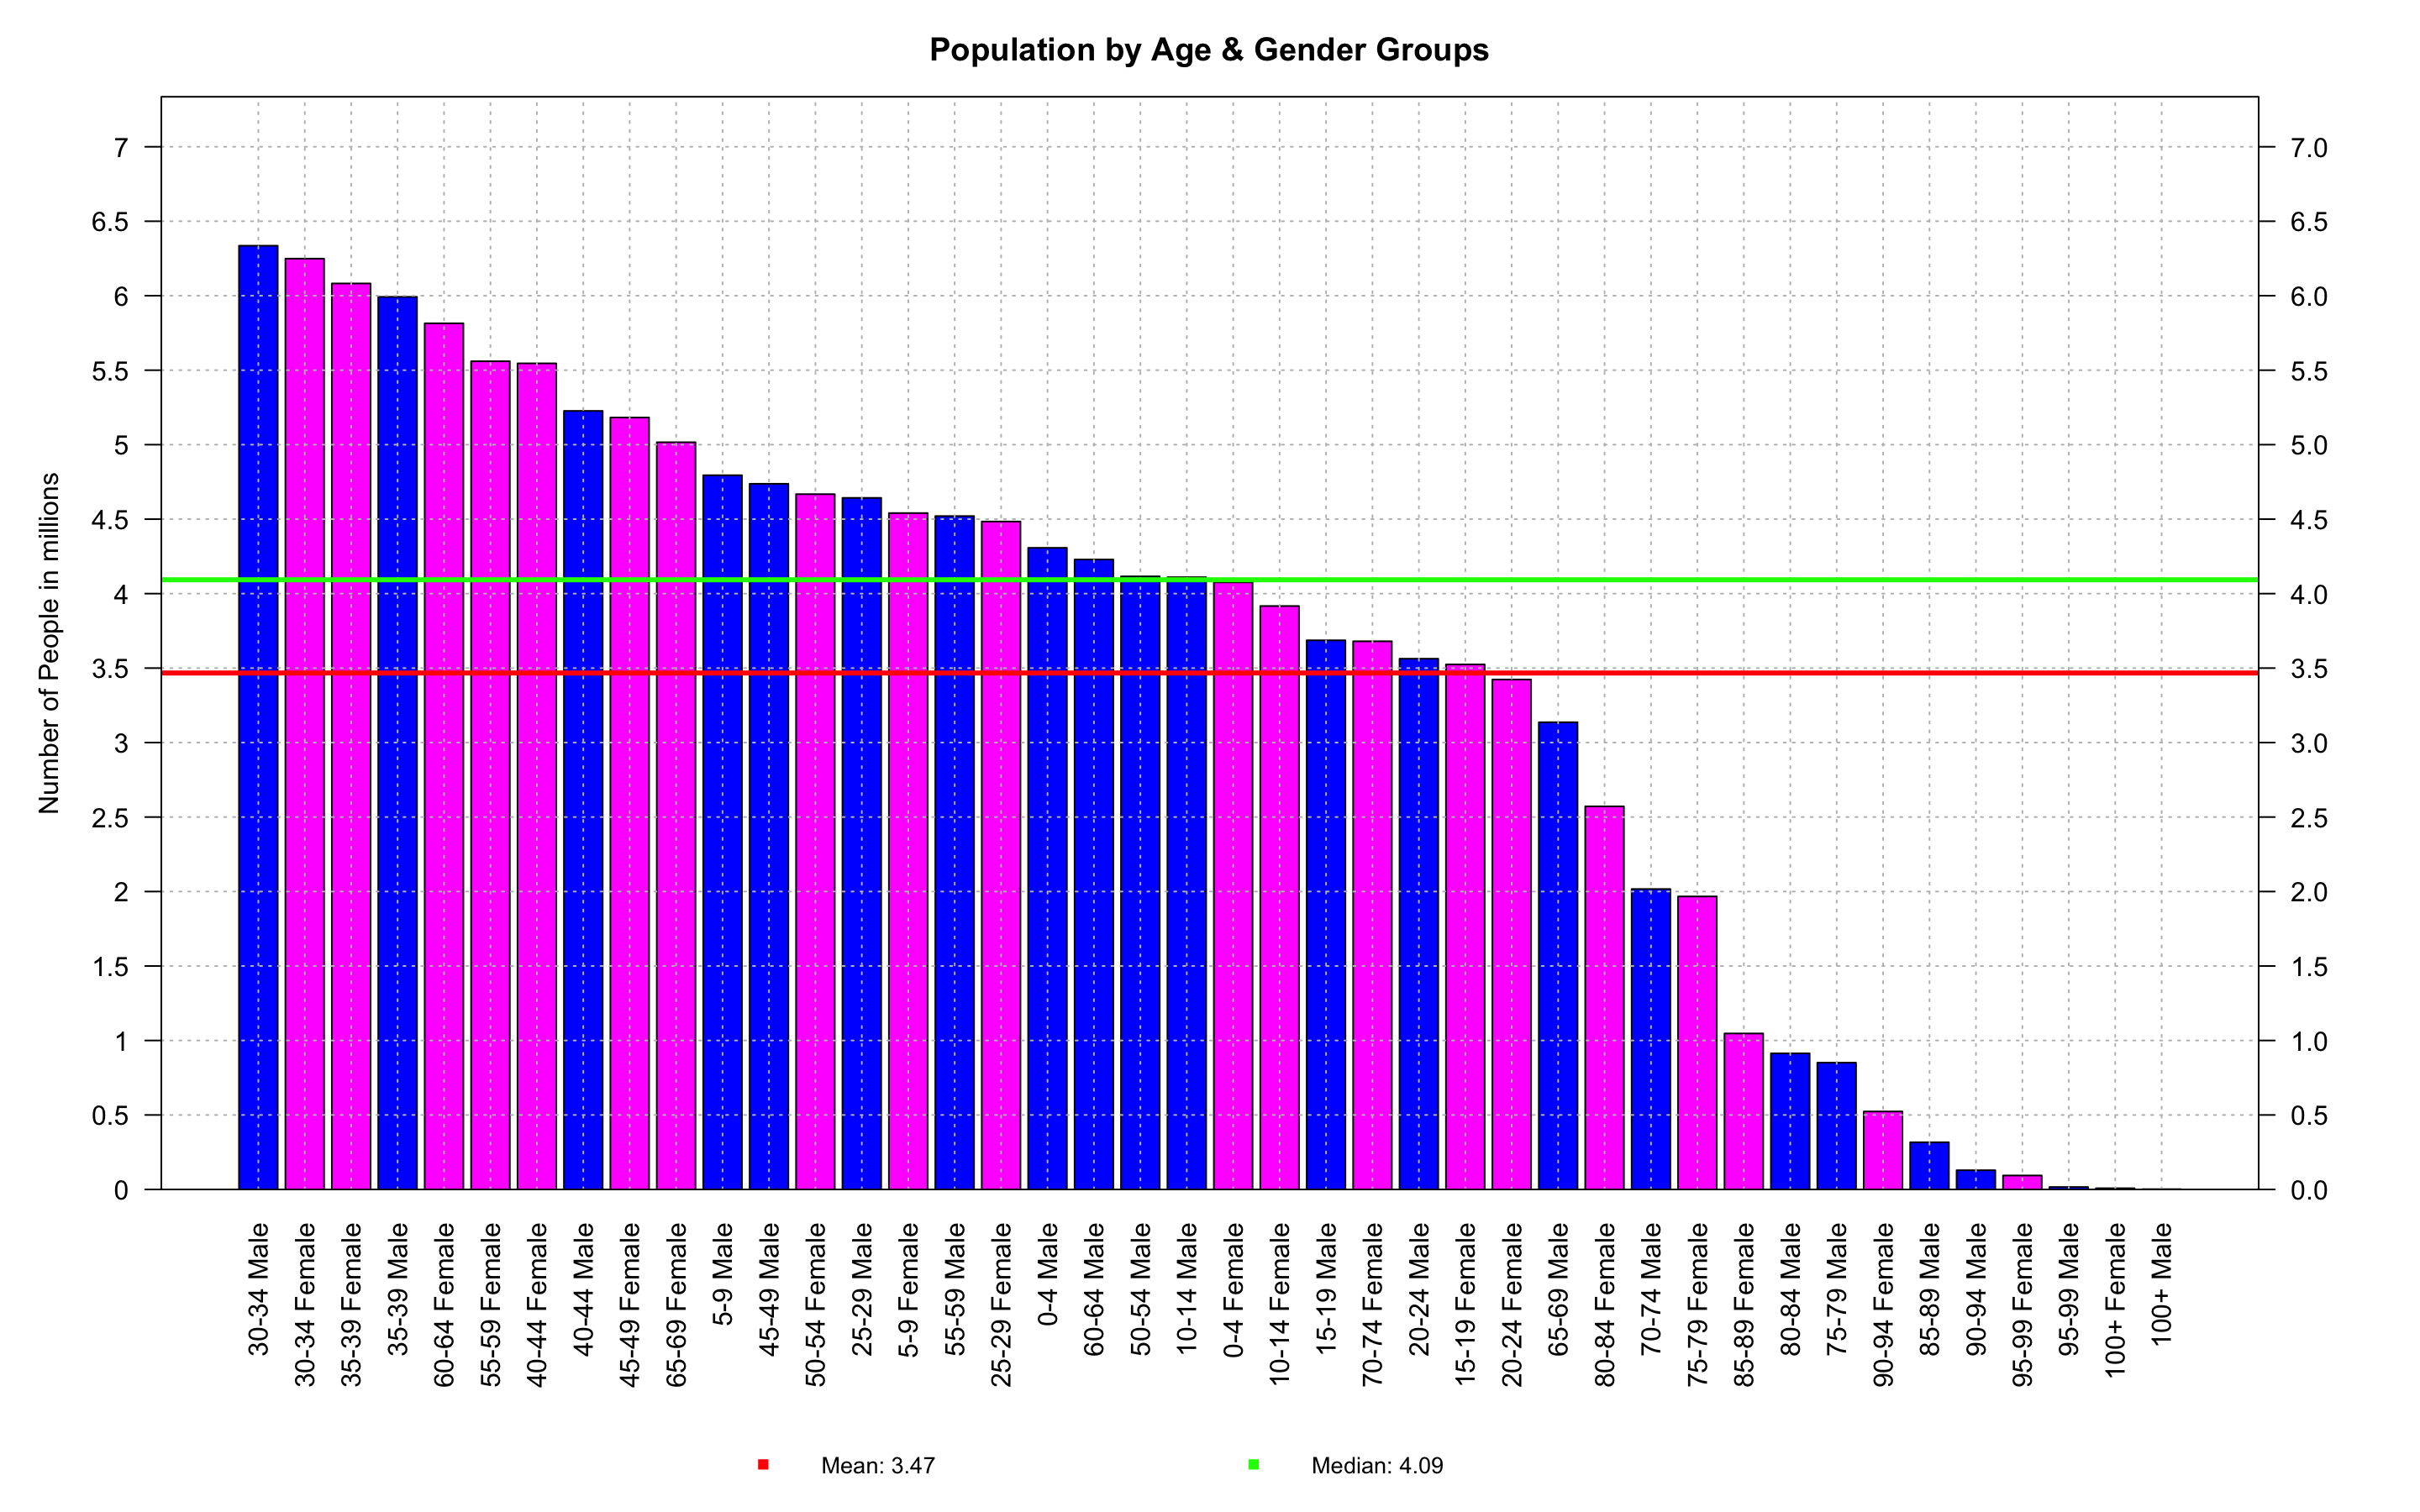 Population by Age & Gender Groups
Number of People in millions
7
6.5
6
5.5
5
4.5
4
3.5
3
2.5
2
1.5
1
0.5
0
7.0
6.5
6.0
5.5
5.0
4.5
4.0
3.5
3.0
2.5
2.0
1.5
1.0
0.5
0.0
30-34 Male
30-34 Female
35-39 Female
35-39 Male
60-64 Female
55-59 Female
40-44 Female
40-44 Male
45-49 Female
65-69 Female
5-9 Male
45-49 Male
50-54 Female
25-29 Male
5-9 Female
55-59 Male
25-29 Female
0-4 Male
60-64 Male
50-54 Male
10-14 Male
0-4 Female
10-14 Female
15-19 Male
70-74 Female
20-24 Male
15-19 Female
20-24 Female
65-69 Male
80-84 Female
70-74 Male
75-79 Female
85-89 Female
80-84 Male
75-79 Male
90-94 Female
85-89 Male
90-94 Male
95-99 Female
95-99 Male
100+ Female
100+ Male
Mean: 3.47
Median: 4.09